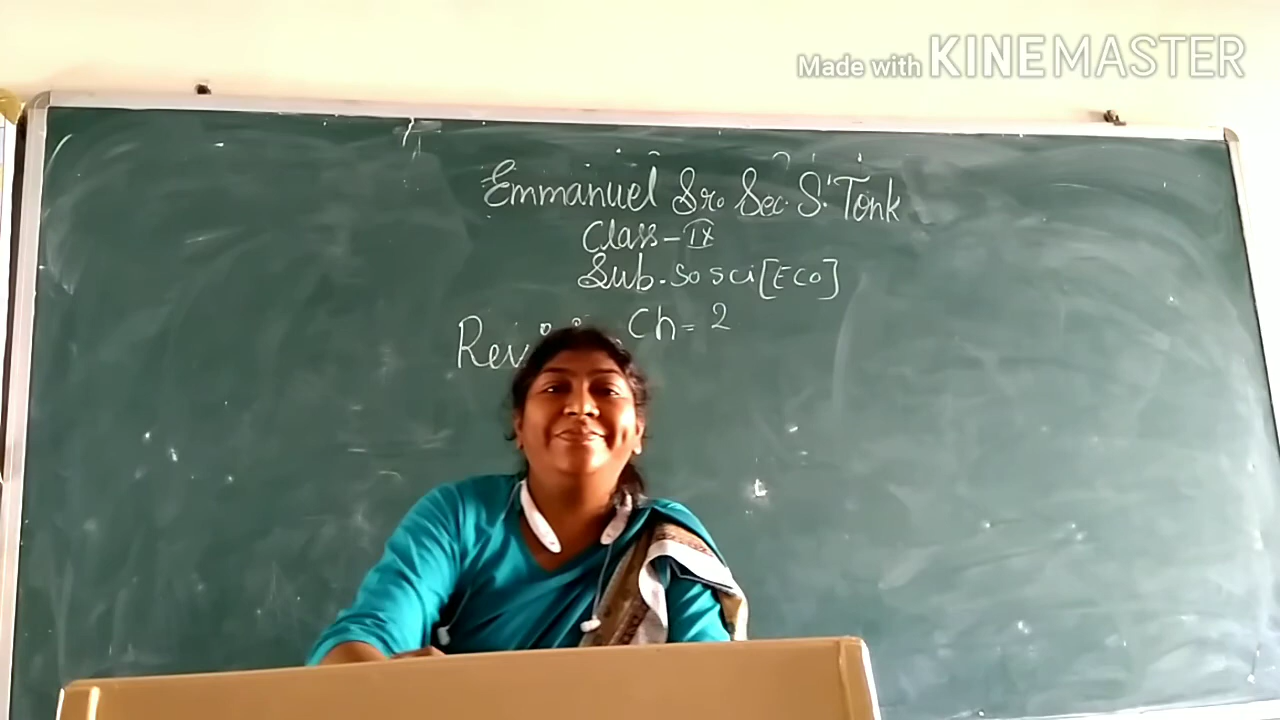 Made with KINEMASTER
Emmanuel Sr. Sec. S. Tonk
Class - IX
Sub. So sci [ECO]
Ch = 2